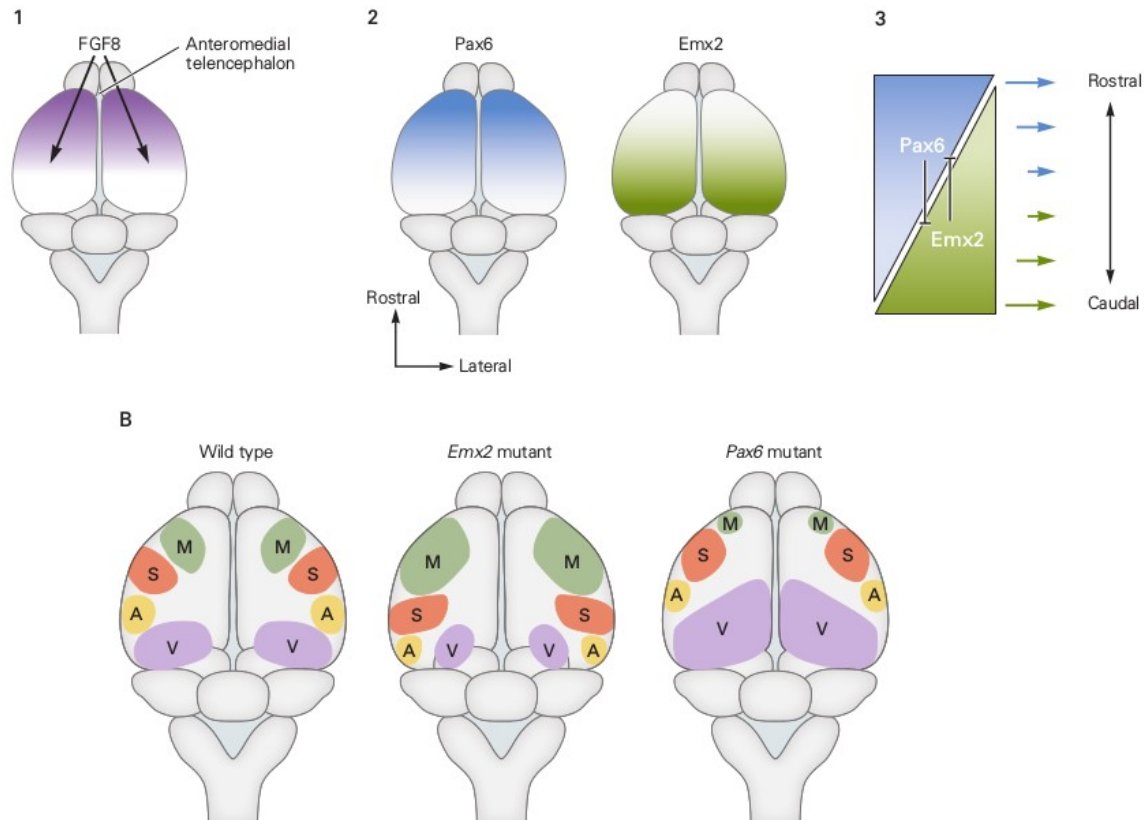 1
FGF8
Anteromedial
telencephalon
2
Pax6
Emx2
Rostral
Lateral
3
Pax6
Emx2
Rostral
Caudal
B
Wild type
M
M
S
S
A
A
V
V
Emx2 mutant
M
M
S
S
A
A
V
V
Pax6 mutant
M
M
S
S
A
A
V
V